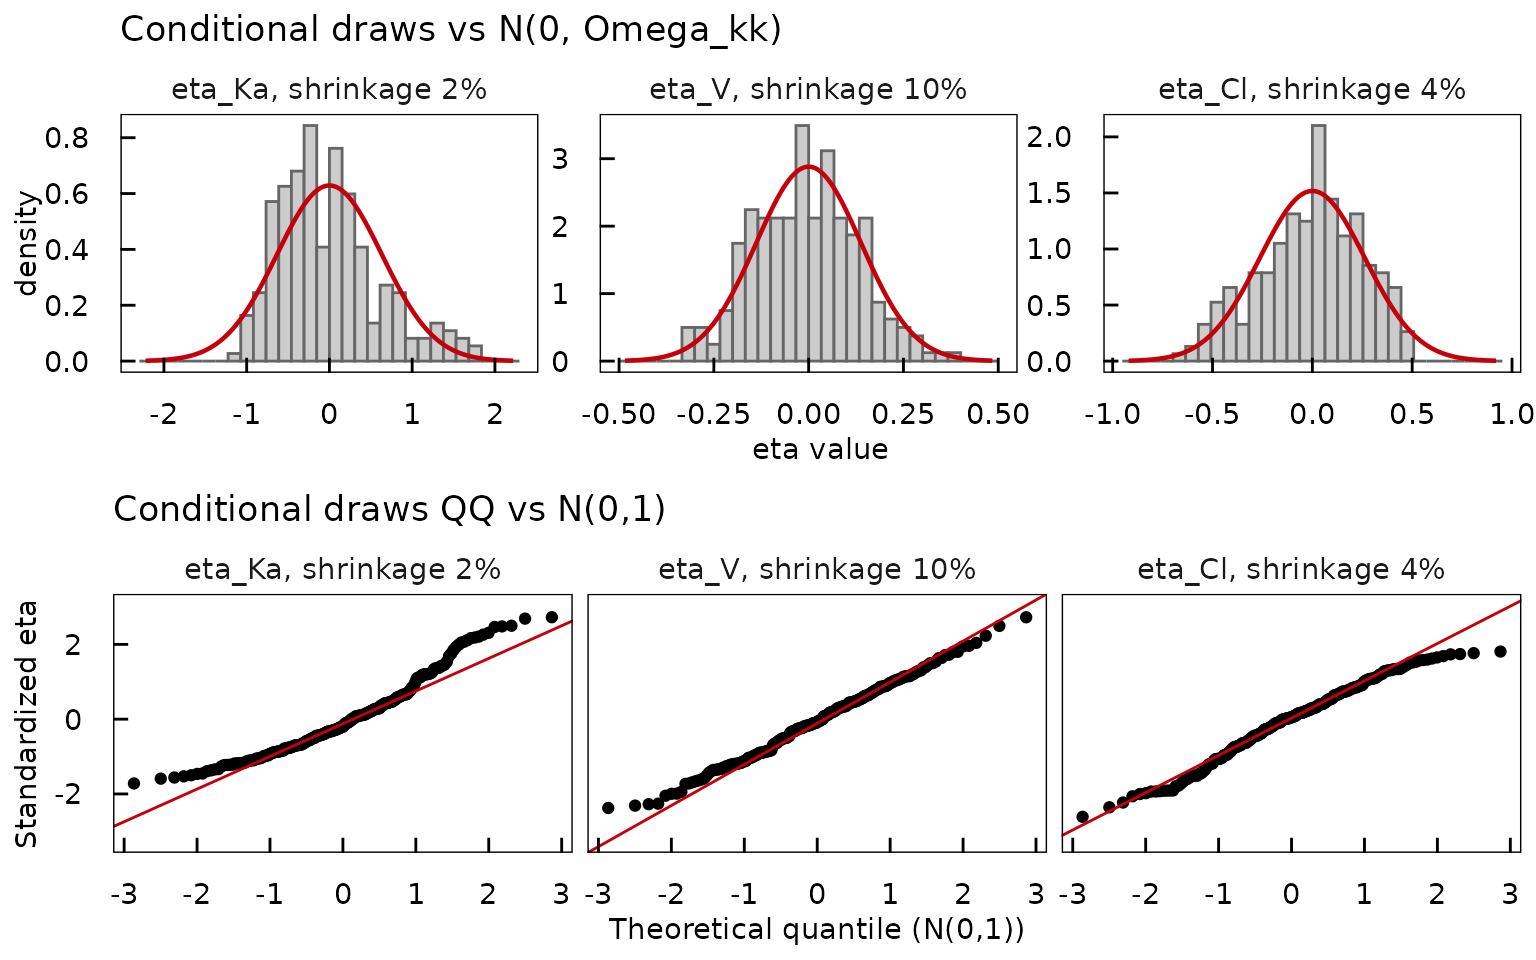 Conditional draws vs N(0, Omega_kk)
eta_Ka, shrinkage 2%
eta_V, shrinkage 10%
eta_Cl, shrinkage 4%
density
0.8
0.6
0.4
0.2
0.0
3
2
1
0
2.0
1.5
1.0
0.5
0.0
-2 -1 0 1 2
-0.50 -0.25 0.00 0.25 0.50
-1.0 -0.5 0.0 0.5 1.0
eta value
Conditional draws QQ vs N(0,1)
eta_Ka, shrinkage 2%
eta_V, shrinkage 10%
eta_Cl, shrinkage 4%
Standardized eta
2
0
-2
-3 -2 -1 0 1 2 3
-3 -2 -1 0 1 2 3
-3 -2 -1 0 1 2 3
Theoretical quantile (N(0,1))